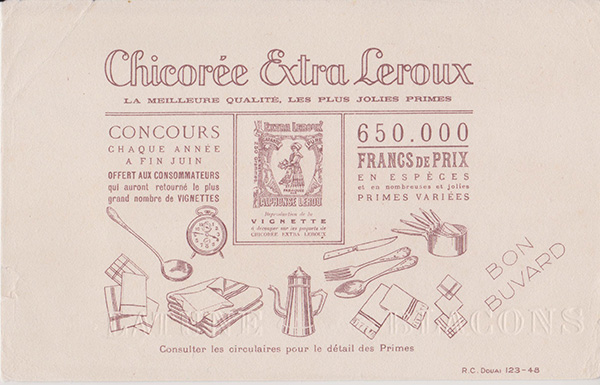 Chicorée Extra Leroux
LA MEILLEURE QUALITÉ, LES PLUS JOLIES PRIMES
CONCOURS
CHAQUE ANNÉE
A FIN JUIN
OFFERT AUX CONSOMMATEURS
qui auront retourné le plus
grand nombre de VIGNETTES
EXTRA LEROUX
ALPHONSE LEROU
Reproduction de la
VIGNETTE
à découper sur les paquets de
CHICORÉE EXTRA LEROUX
650.000
FRANCS DE PRIX
EN ESPÈCES
et en nombreuses et jolies
PRIMES VARIÉES
BON
BUVARD
Consulter les circulaires pour le détail des Primes
R.C. DOUAI 123-48